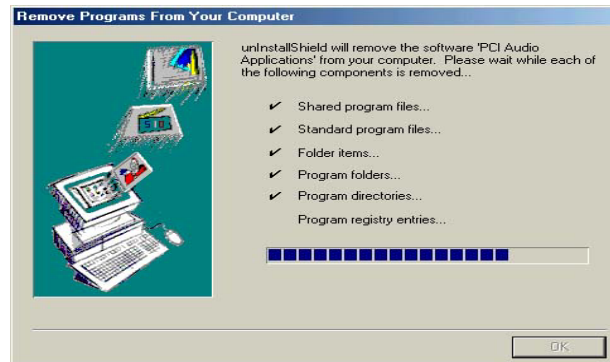 Remove Programs From Your Computer
unInstallShield will remove the software 'PCI Audio
Applications' from your computer. Please wait while each of
the following components is removed...
✔ Shared program files...
✔ Standard program files...
✔ Folder items...
✔ Program folders...
✔ Program directories...
Program registry entries...
OK